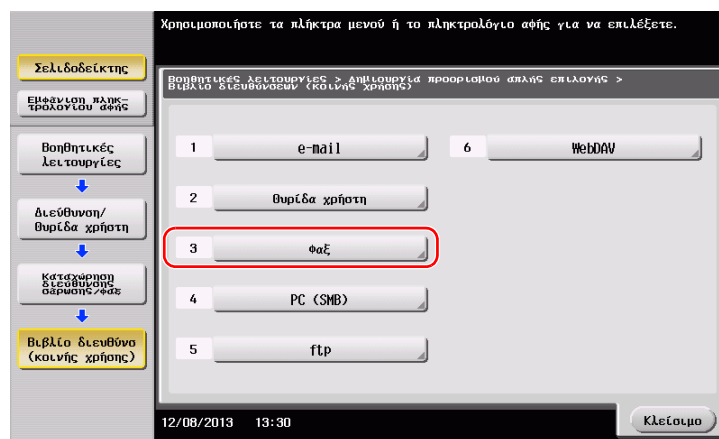 Χρησιμοποιήστε τα πλήκτρα μενού ή το πληκτρολόγιο αφής για να επιλέξετε.
Σελιδοδείκτης
Εμφάνιση πληκ-
τρολογίου αφής
Βοηθητικές λειτουργίες > Δημιουργία προορισμού απλής επιλογής >
Βιβλίο διευθύνσεων (κοινής χρήσης)
Βοηθητικές
λειτουργίες
Διεύθυνση/
θυρίδα χρήστη
Καταχώρηση
διεύθυνσης
σάρωσης/φαξ
Βιβλίο διευθύνσ
(κοινής χρήσης)
1 e-mail
2 θυρίδα χρήστη
3 Φαξ
4 PC (SMB)
5 ftp
6 WebDAV
12/08/2013 13:30
Κλείσιμο